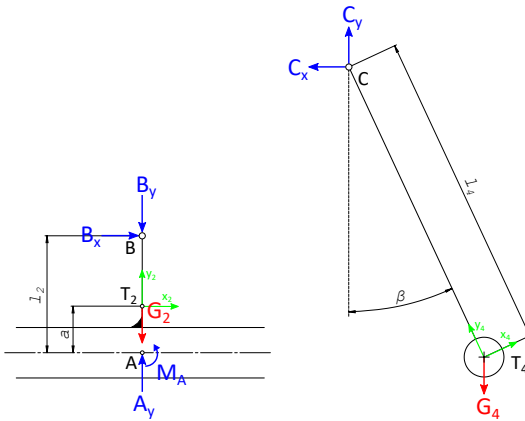 C_y
C_x
C
l_4
B_y
B_x
B
l_2
y_2
T_2
x_2
G_2
a
β
A
M_A
A_y
y_4
x_4
T_4
G_4